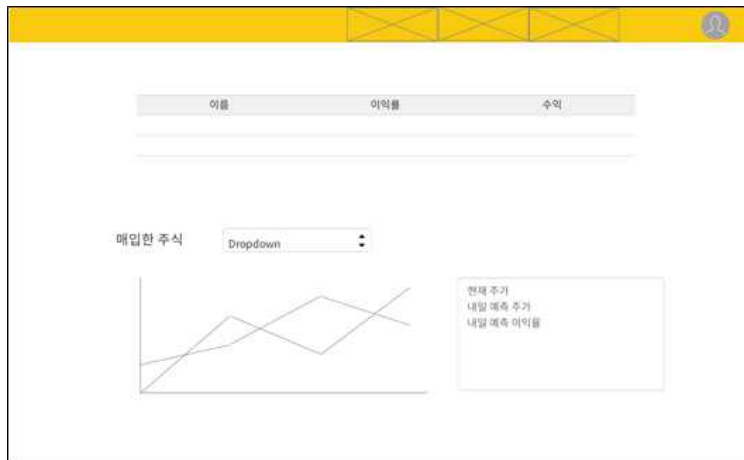 이름 이익률 수익
매입한 주식 Dropdown
현재 주가
내일 예측 주가
내일 예측 이익율